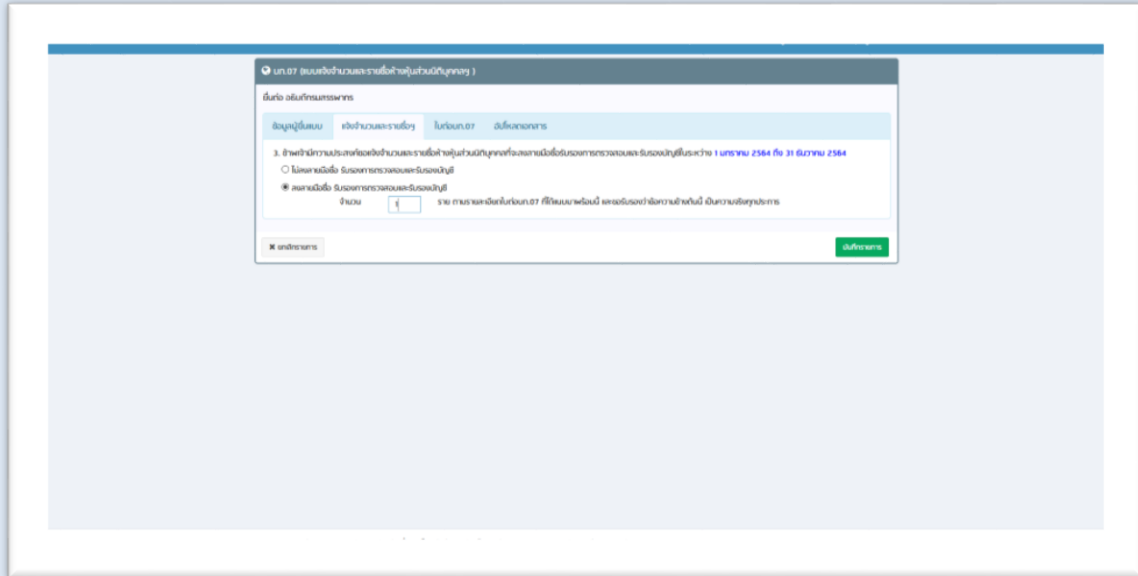 บภ.07 (แบบแจ้งจำนวนและรายชื่อห้างหุ้นส่วนนิติบุคคลฯ )
ยื่นต่อ อธิบดีกรมสรรพากร
ข้อมูลผู้ยื่นแบบ แจ้งจำนวนและรายชื่อฯ ใบต่อบภ.07 อัปโหลดเอกสาร
3. ข้าพเจ้ามีความประสงค์ขอแจ้งจำนวนและรายชื่อห้างหุ้นส่วนนิติบุคคลที่จะลงลายมือชื่อรับรองการตรวจสอบและรับรองบัญชีในระหว่าง 1 มกราคม 2564 ถึง 31 ธันวาคม 2564
ไม่ลงลายมือชื่อ รับรองการตรวจสอบและรับรองบัญชี
ลงลายมือชื่อ รับรองการตรวจสอบและรับรองบัญชี
จำนวน 1 ราย ตามรายละเอียดใบต่อบภ.07 ที่ได้แนบมาพร้อมนี้ และขอรับรองว่าข้อความข้างต้นนี้ เป็นความจริงทุกประการ
ยกเลิกรายการ บันทึกรายการ